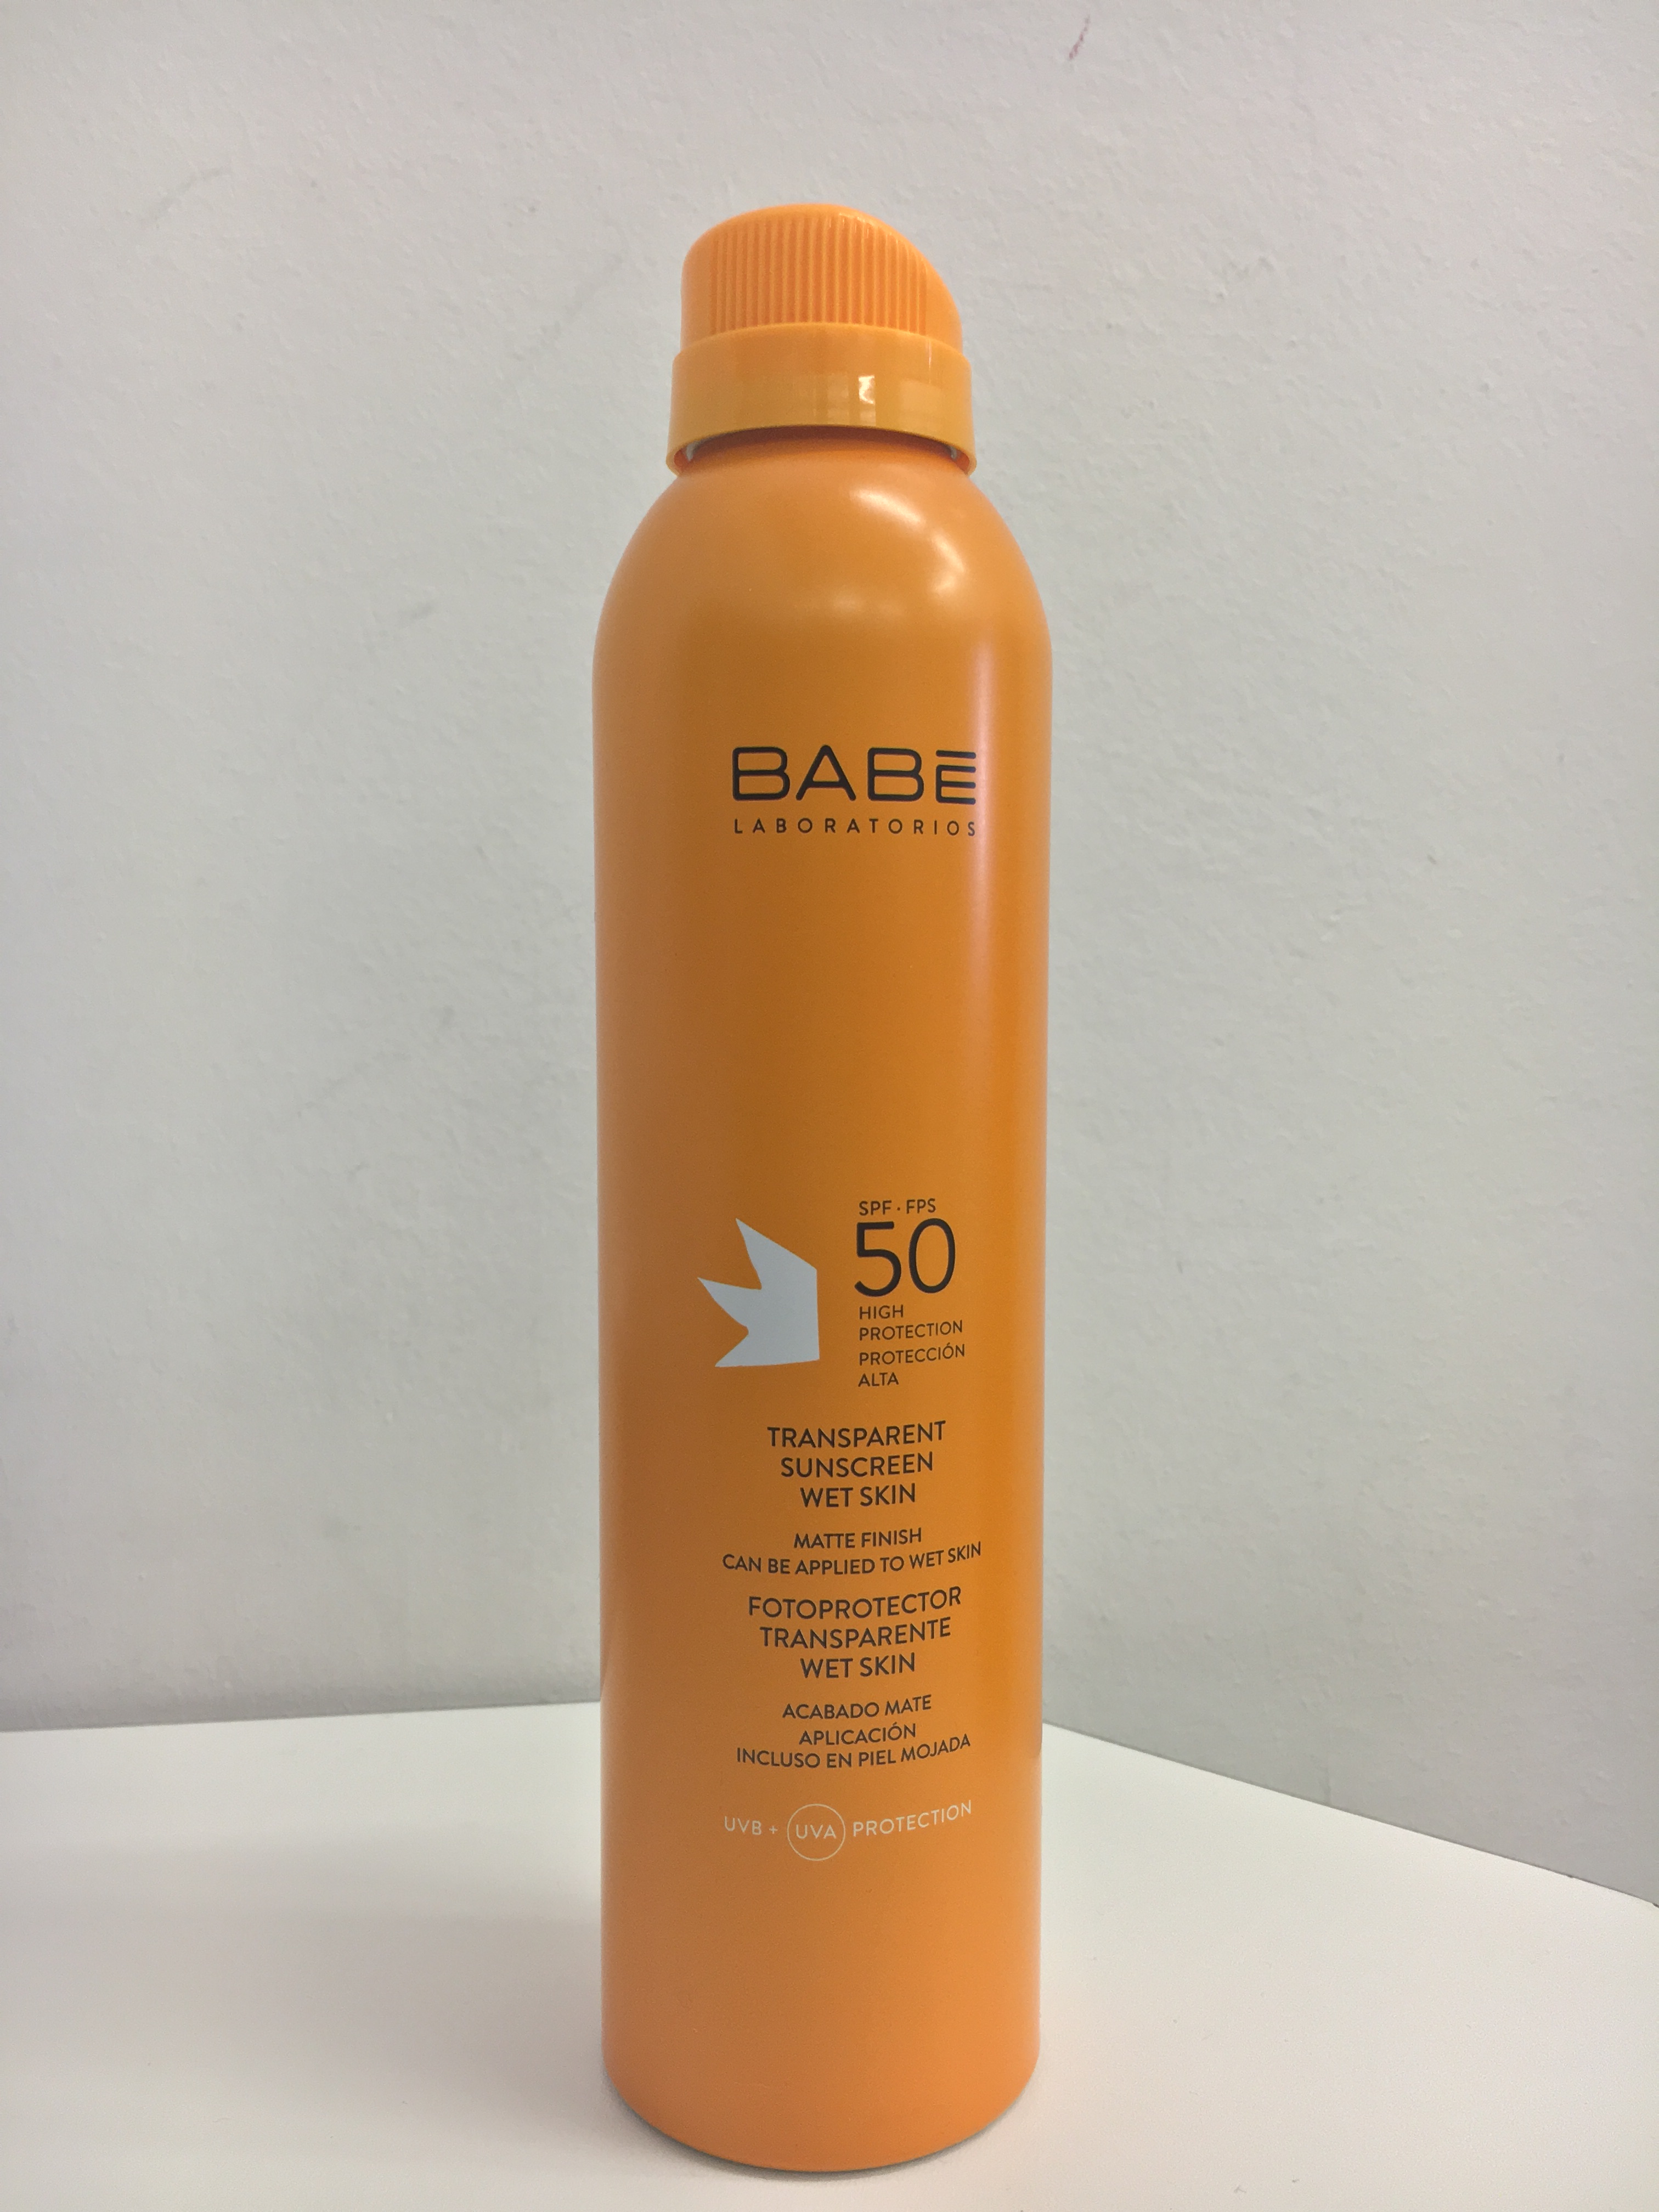 BABĒ
LABORATORIOS
SPF · FPS
50
HIGH
PROTECTION
PROTECCIÓN
ALTA
TRANSPARENT
SUNSCREEN
WET SKIN
MATTE FINISH
CAN BE APPLIED TO WET SKIN
FOTOPROTECTOR
TRANSPARENTE
WET SKIN
ACABADO MATE
APLICACIÓN
INCLUSO EN PIEL MOJADA
UVB + UVA PROTECTION